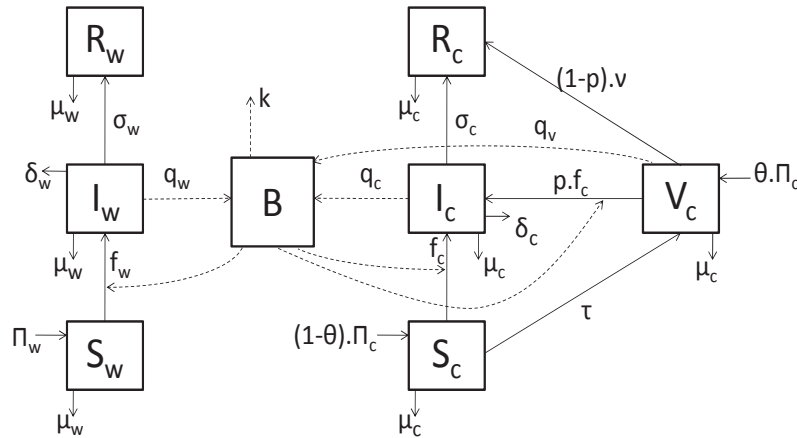 R_w
R_c
μ_w
k
μ_c
(1-p).ν
σ_w
σ_c
q_v
δ_w
I_w
q_w
B
q_c
I_c
p.f_c
V_c
θ.Π_c
μ_w
f_w
f_c
μ_c
δ_c
μ_c
Π_w
S_w
(1-θ).Π_c
S_c
τ
μ_w
μ_c